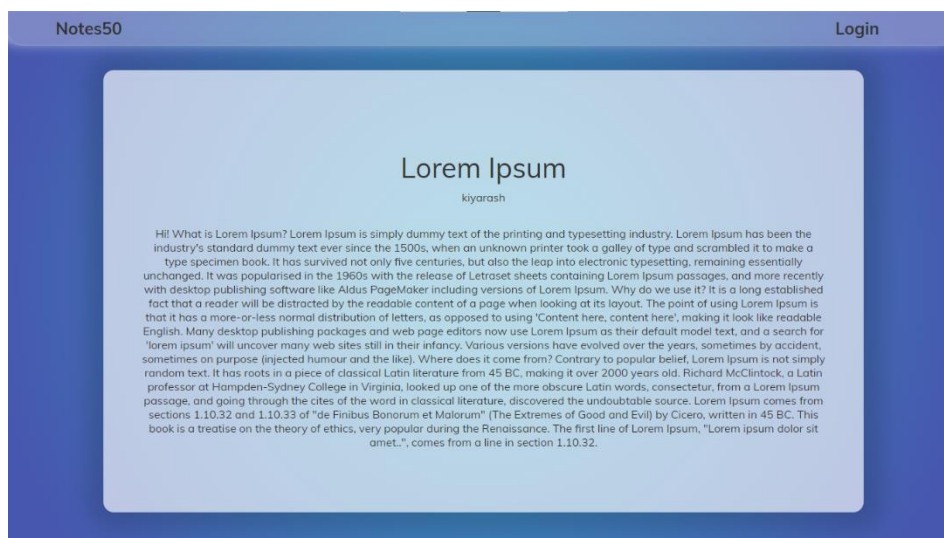 Notes50
Login
Lorem Ipsum
kiyarash
Hi! What is Lorem Ipsum? Lorem Ipsum is simply dummy text of the printing and typesetting industry. Lorem Ipsum has been the
industry's standard dummy text ever since the 1500s, when an unknown printer took a galley of type and scrambled it to make a
type specimen book. It has survived not only five centuries, but also the leap into electronic typesetting, remaining essentially
unchanged. It was popularised in the 1960s with the release of Letraset sheets containing Lorem Ipsum passages, and more recently
with desktop publishing software like Aldus PageMaker including versions of Lorem Ipsum. Why do we use it? It is a long established
fact that a reader will be distracted by the readable content of a page when looking at its layout. The point of using Lorem Ipsum is
that it has a more-or-less normal distribution of letters, as opposed to using 'Content here, content here', making it look like readable
English. Many desktop publishing packages and web page editors now use Lorem Ipsum as their default model text, and a search for
'lorem ipsum' will uncover many web sites still in their infancy. Various versions have evolved over the years, sometimes by accident,
sometimes on purpose (injected humour and the like). Where does it come from? Contrary to popular belief, Lorem Ipsum is not simply
random text. It has roots in a piece of classical Latin literature from 45 BC, making it over 2000 years old. Richard McClintock, a Latin
professor at Hampden-Sydney College in Virginia, looked up one of the more obscure Latin words, consectetur, from a Lorem Ipsum
passage, and going through the cites of the word in classical literature, discovered the undoubtable source. Lorem Ipsum comes from
sections 1.10.32 and 1.10.33 of "de Finibus Bonorum et Malorum" (The Extremes of Good and Evil) by Cicero, written in 45 BC. This
book is a treatise on the theory of ethics, very popular during the Renaissance. The first line of Lorem Ipsum, "Lorem ipsum dolor sit
amet..", comes from a line in section 1.10.32.